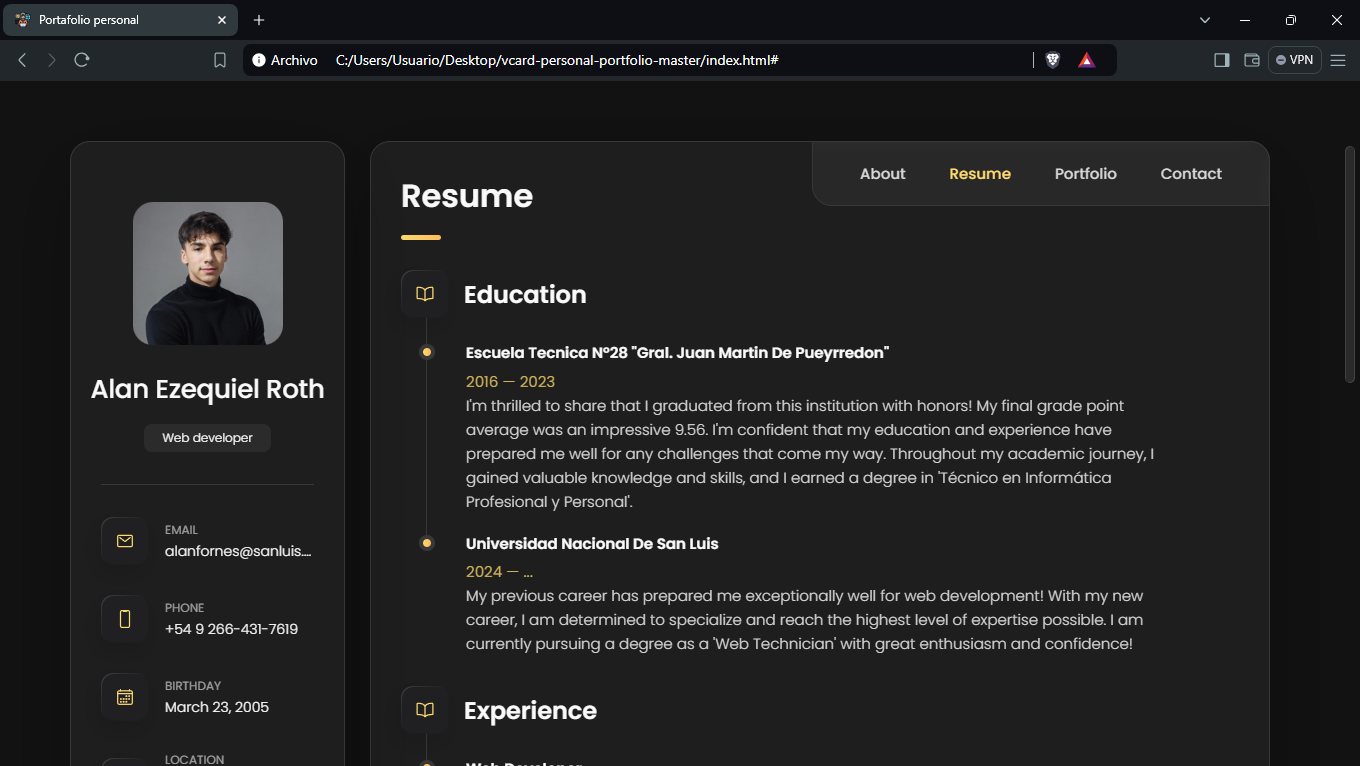 Portafolio personal
Archivo C:/Users/Usuario/Desktop/vcard-personal-portfolio-master/index.html#
VPN
Alan Ezequiel Roth
Web developer
EMAIL
alanfornes@sanluis....
PHONE
+54 9 266-431-7619
BIRTHDAY
March 23, 2005
LOCATION
About Resume Portfolio Contact
Resume
Education
Escuela Tecnica N°28 "Gral. Juan Martin De Pueyrredon"
2016 — 2023
I'm thrilled to share that I graduated from this institution with honors! My final grade point
average was an impressive 9.56. I'm confident that my education and experience have
prepared me well for any challenges that come my way. Throughout my academic journey, I
gained valuable knowledge and skills, and I earned a degree in 'Técnico en Informática
Profesional y Personal'.
Universidad Nacional De San Luis
2024 — ...
My previous career has prepared me exceptionally well for web development! With my new
career, I am determined to specialize and reach the highest level of expertise possible. I am
currently pursuing a degree as a 'Web Technician' with great enthusiasm and confidence!
Experience
Web Developer